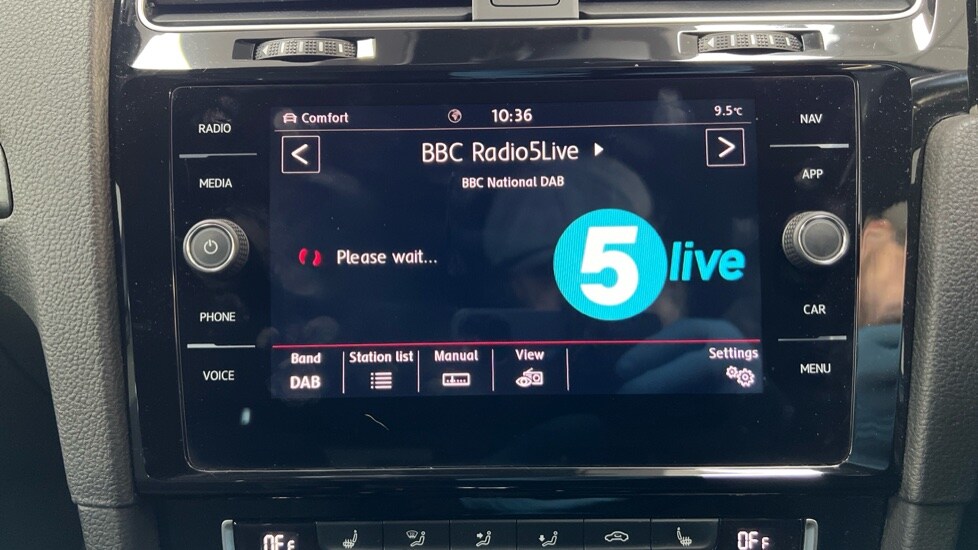 Comfort 10:36 9.5°C
RADIO
MEDIA
PHONE
VOICE
< BBC Radio5Live >
BBC National DAB
Please wait...
5 live
Band
DAB
Station list
Manual
View
Settings
NAV
APP
CAR
MENU
OFF
OFF